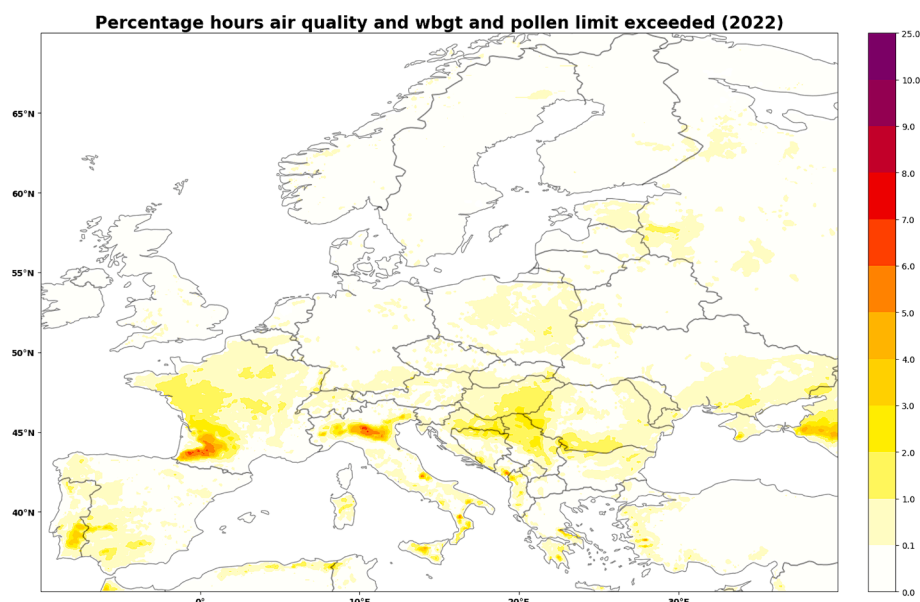 Percentage hours air quality and wbgt and pollen limit exceeded (2022)
25.0
10.0
9.0
8.0
7.0
6.0
5.0
4.0
3.0
2.0
1.0
0.1
0.0
65°N
60°N
55°N
50°N
45°N
40°N
0°
10°E
20°E
30°E